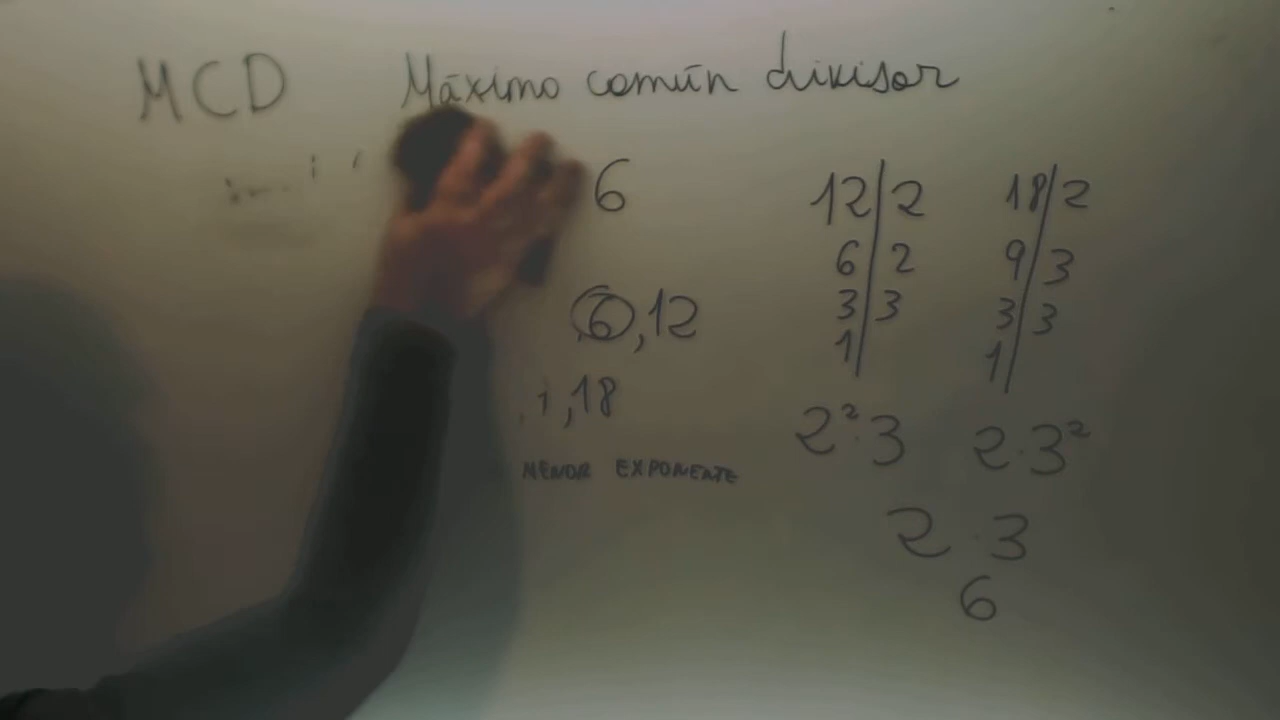 MCD Máximo común divisor
6
6, 12
, 18
MENOR EXPONENTE
12 | 2
6 | 2
3 | 3
1 |
2² · 3
18 | 2
9 | 3
3 | 3
1 |
2 · 3²
2 · 3
6